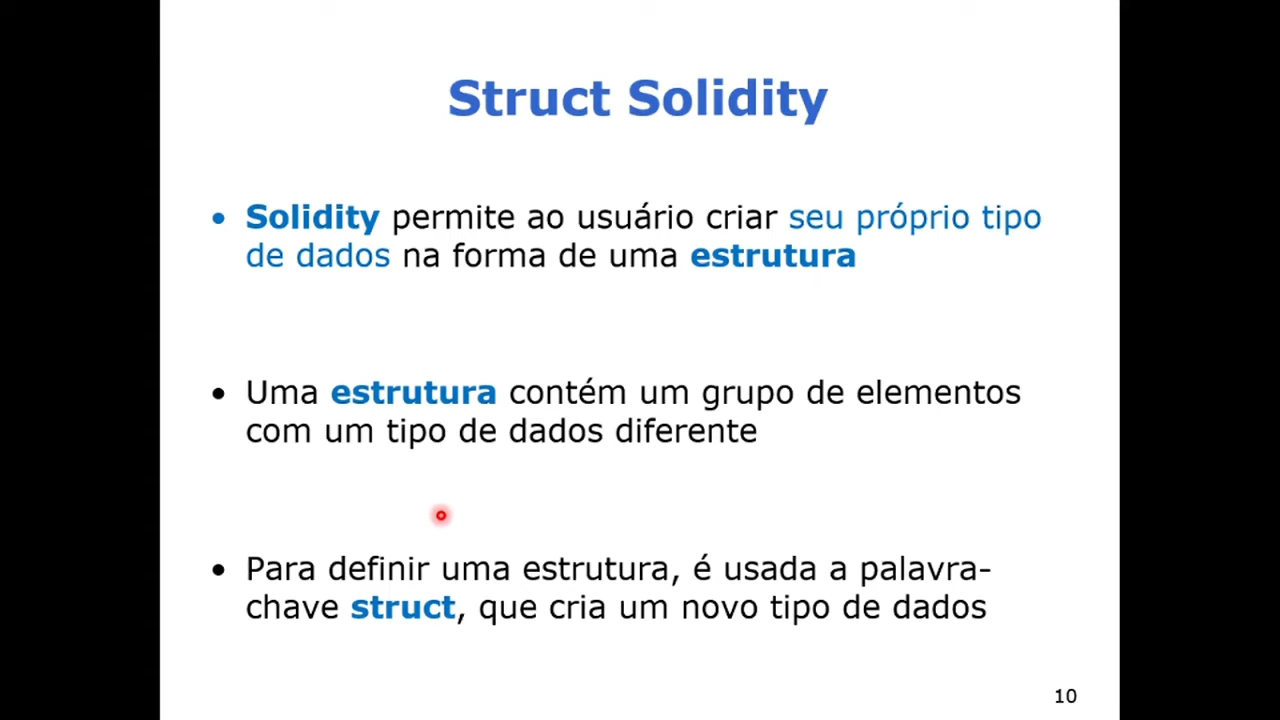 Struct Solidity
• Solidity permite ao usuário criar seu próprio tipo
de dados na forma de uma estrutura
• Uma estrutura contém um grupo de elementos
com um tipo de dados diferente
• Para definir uma estrutura, é usada a palavra-
chave struct, que cria um novo tipo de dados
10